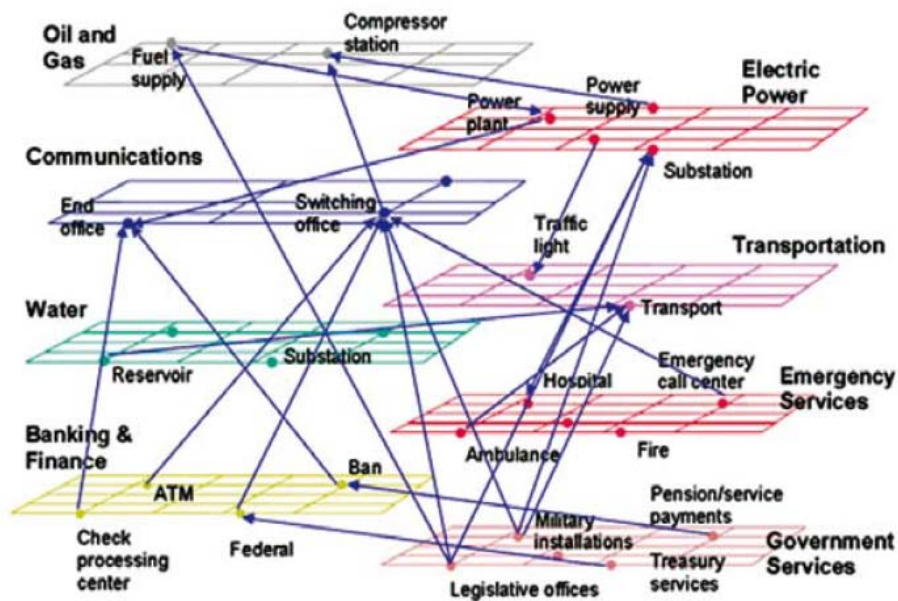 Oil and
Gas
Fuel
supply
Compressor
station
Electric
Power
Power
supply
Power
plant
Substation
Communications
End
office
Switching
office
Traffic
light
Transportation
Transport
Water
Reservoir
Substation
Hospital
Emergency
call center
Emergency
Services
Ambulance
Fire
Banking &
Finance
ATM
Ban
Check
processing
center
Federal
Pension/service
payments
Military
installations
Government
Services
Legislative offices
Treasury
services